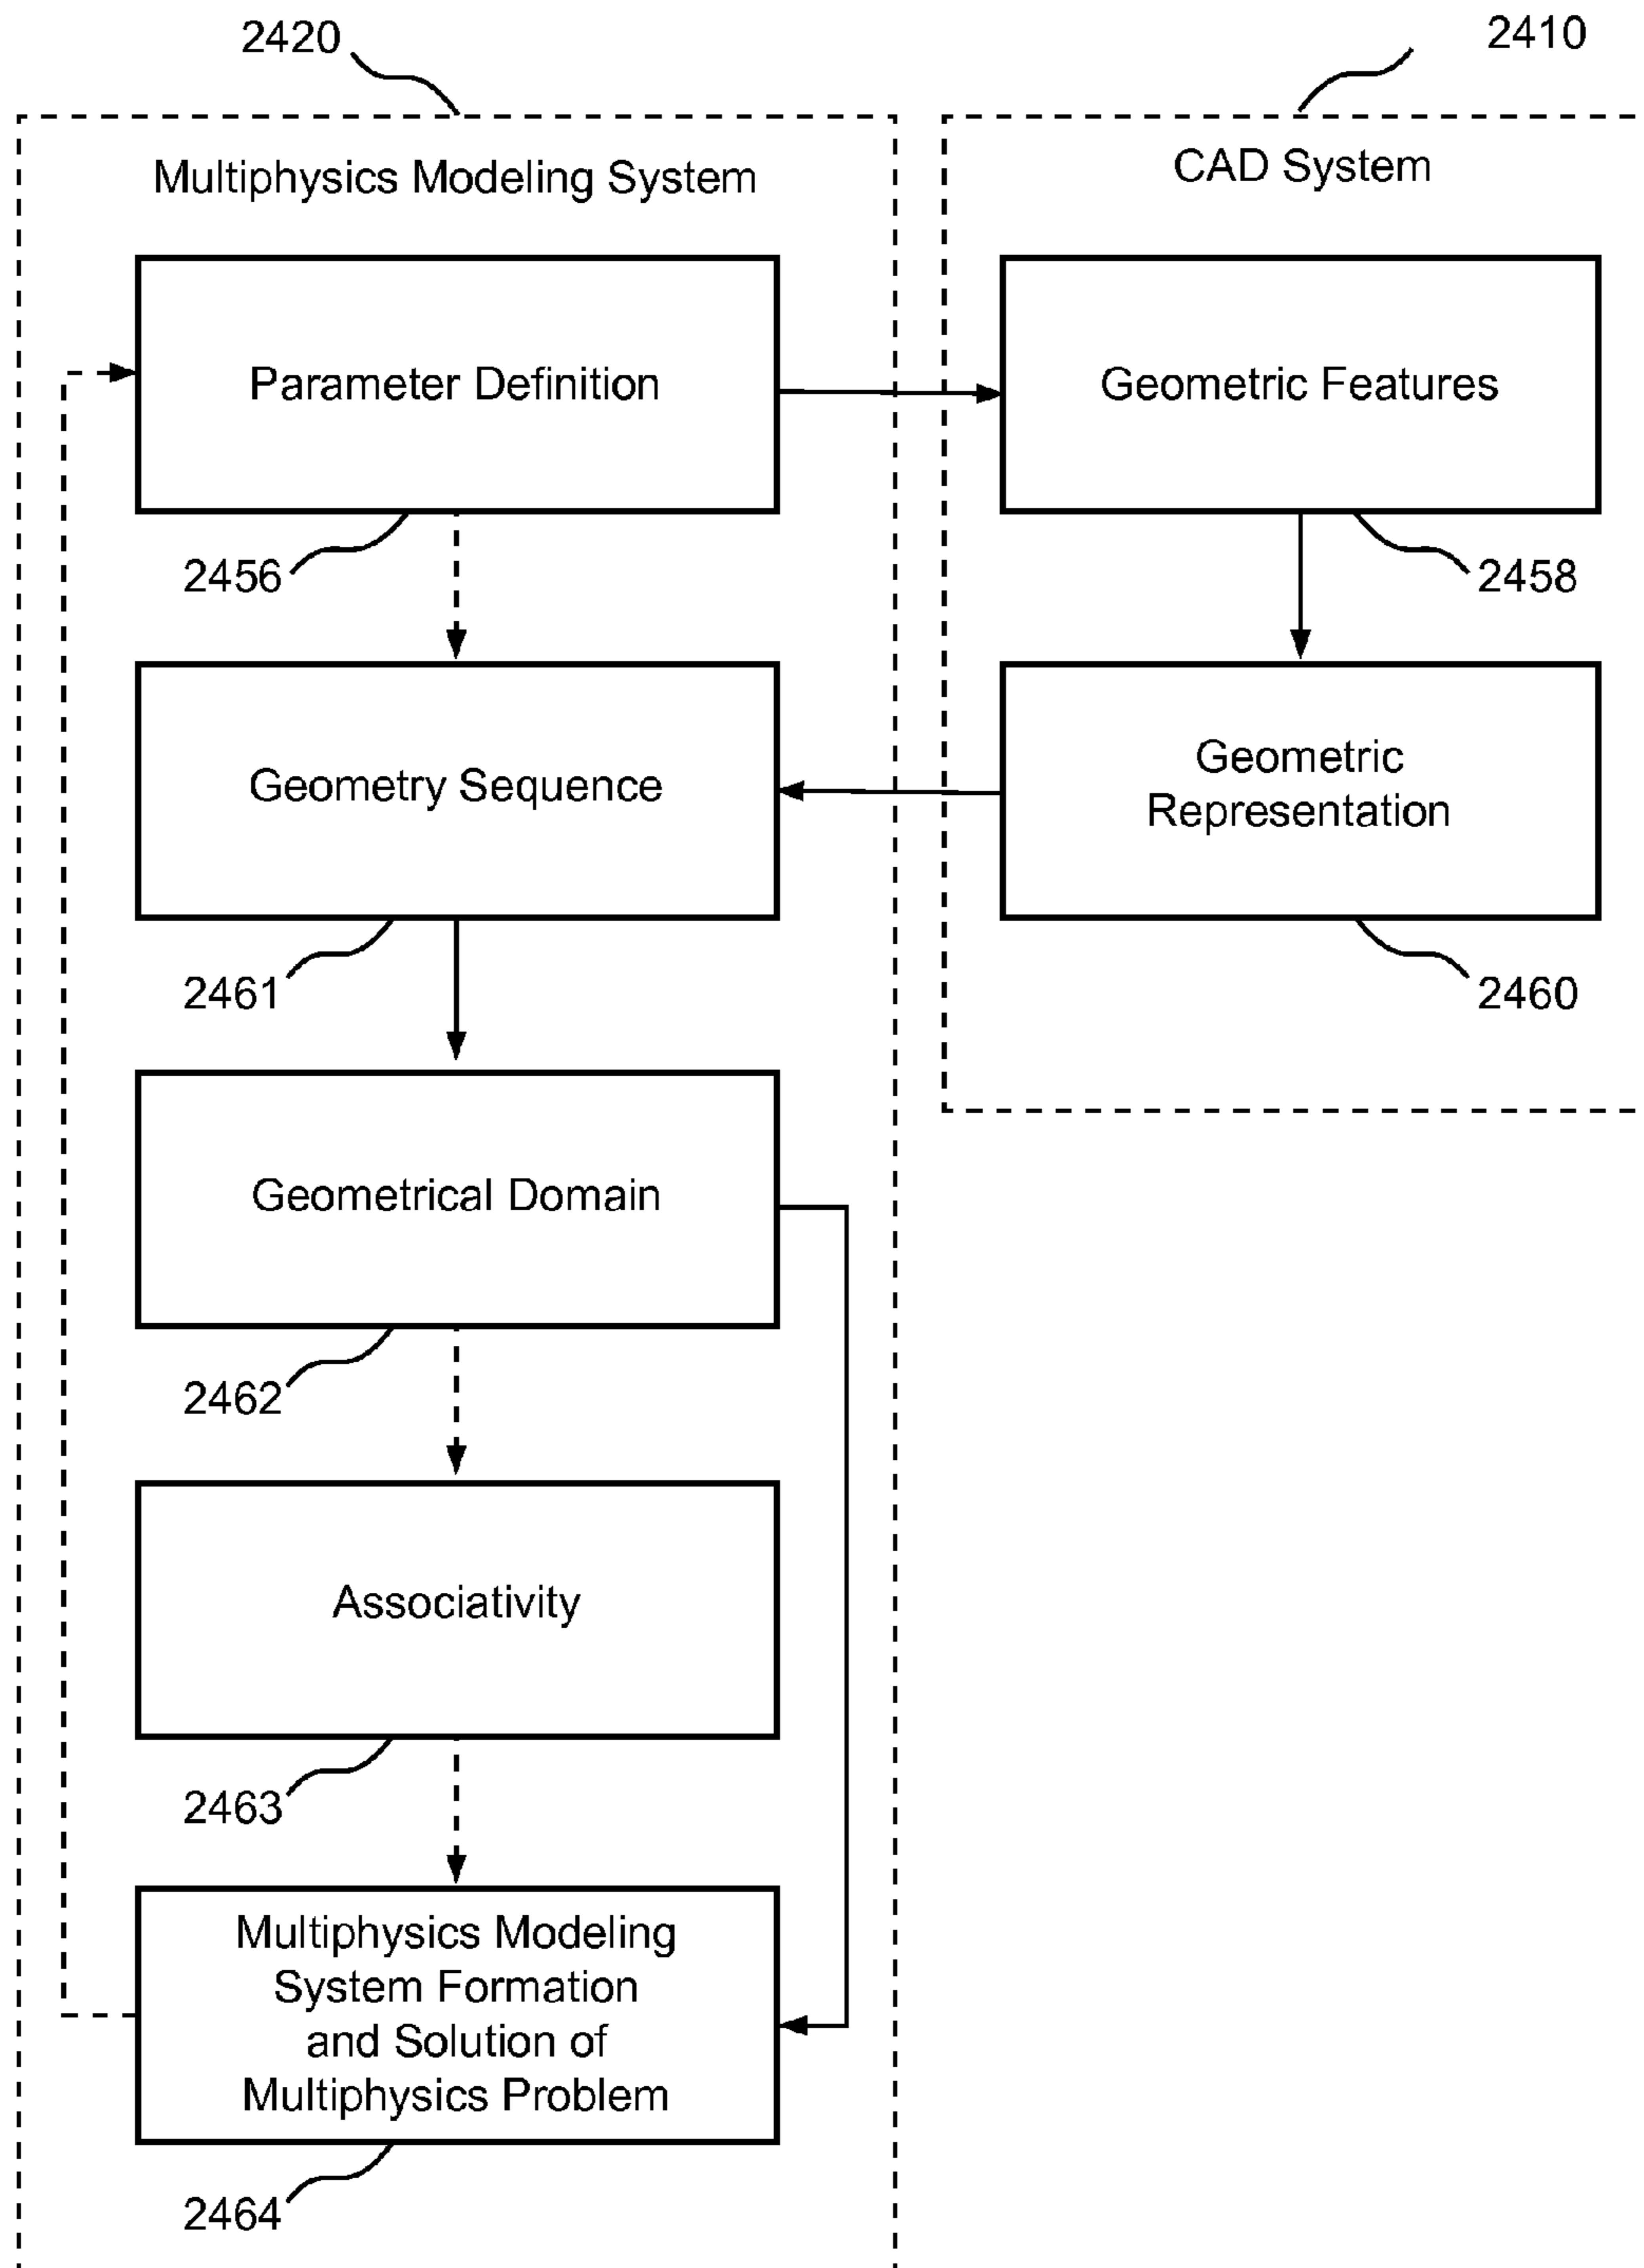 2420
2410
Multiphysics Modeling System
CAD System
Parameter Definition
Geometric Features
2456
2458
Geometry Sequence
Geometric
Representation
2461
2460
Geometrical Domain
2462
Associativity
2463
Multiphysics Modeling
System Formation
and Solution of
Multiphysics Problem
2464